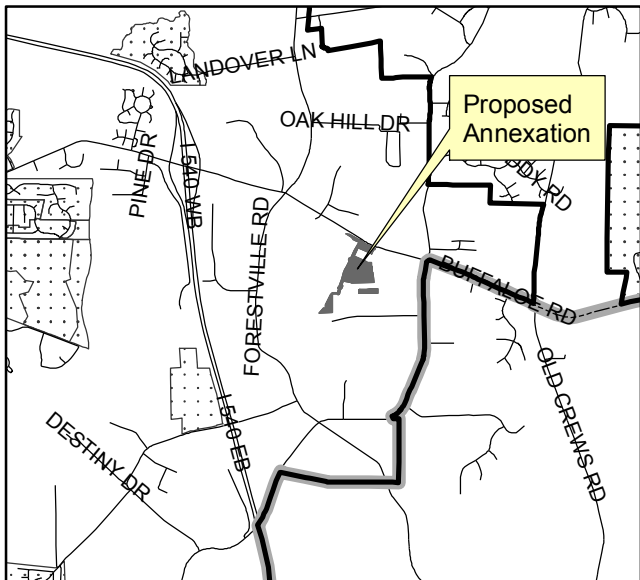 LANDOVER LN
OAK HILL DR
Proposed
Annexation
PINE DR
I 540 WB
FORESTVILLE RD
BUFFALOE RD
OLD CREWS RD
I 540 EB
DESTINY DR